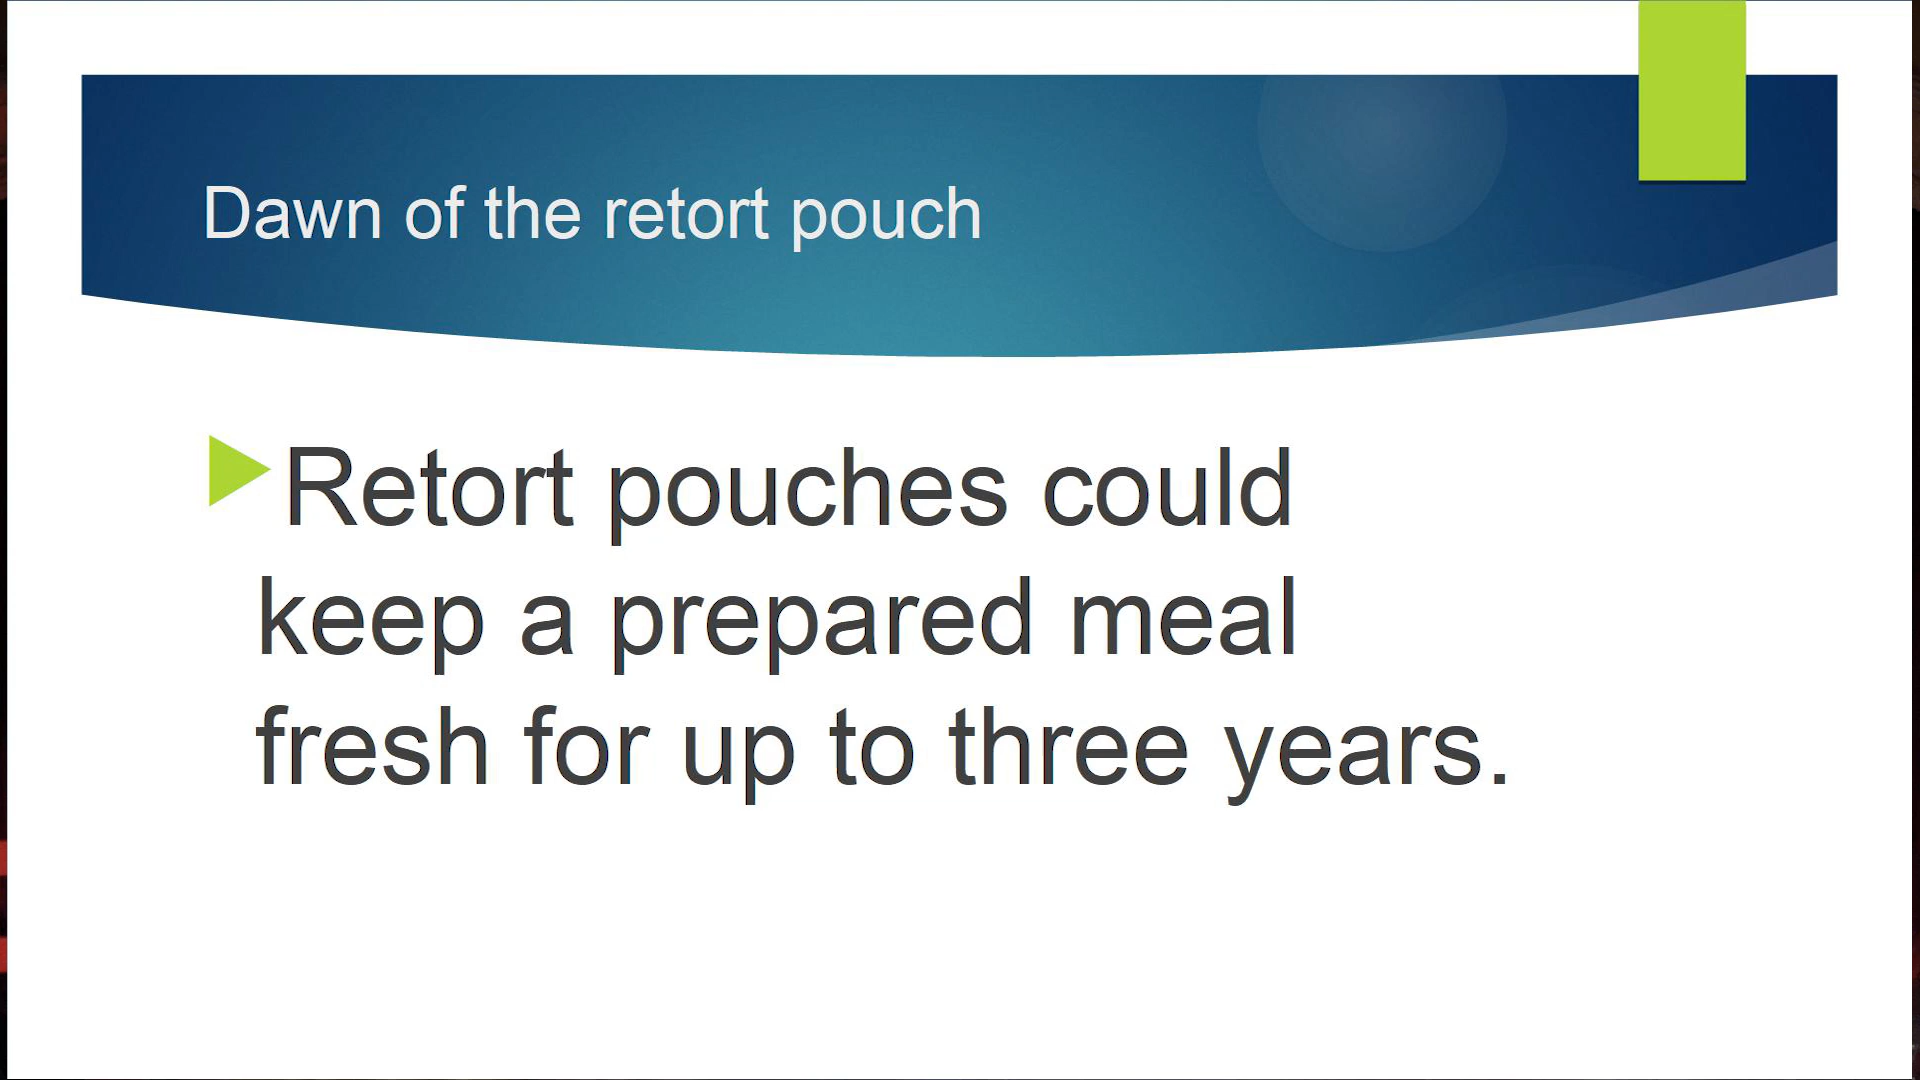 Dawn of the retort pouch
Retort pouches could
keep a prepared meal
fresh for up to three years.